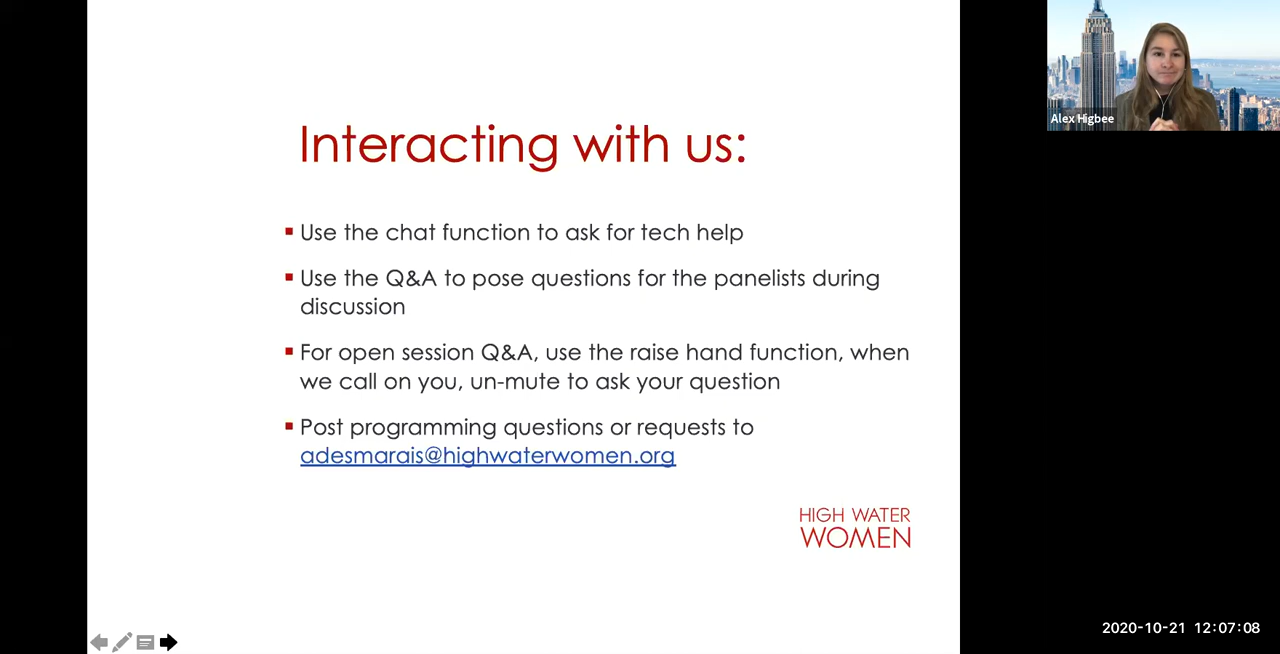 Interacting with us:
Use the chat function to ask for tech help
Use the Q&A to pose questions for the panelists during
discussion
For open session Q&A, use the raise hand function, when
we call on you, un-mute to ask your question
Post programming questions or requests to
adesmarais@highwaterwomen.org
HIGH WATER
WOMEN
Alex Higbee
2020-10-21 12:07:08